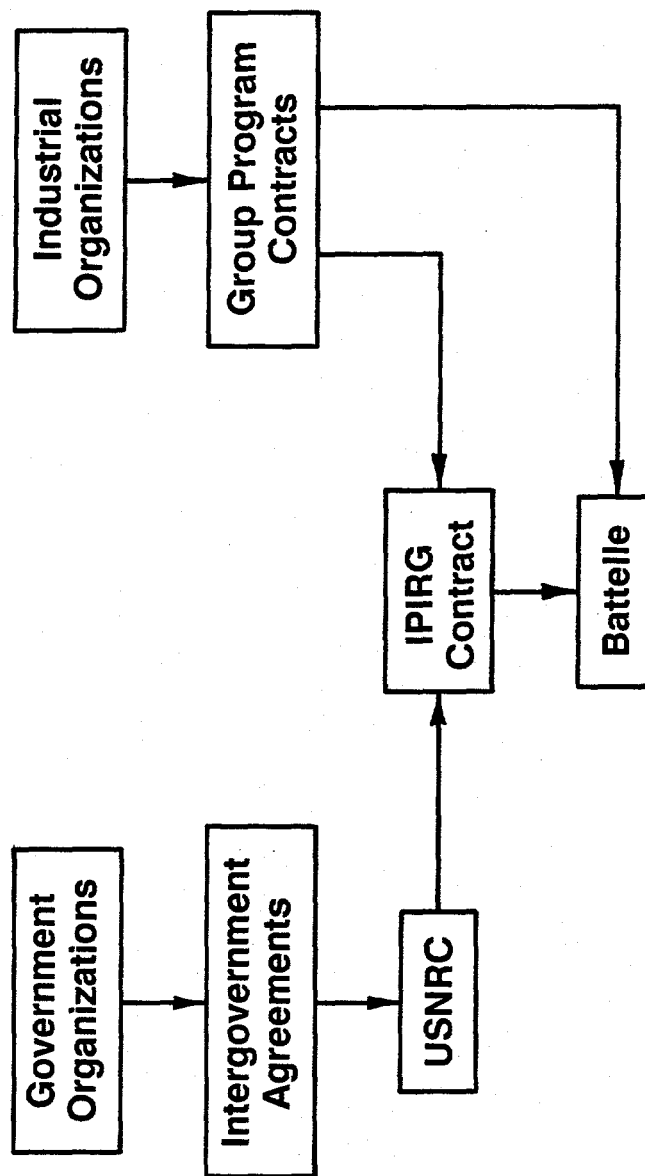 Government
Organizations
Intergovernment
Agreements
USNRC
Industrial
Organizations
Group Program
Contracts
IPIRG
Contract
Battelle